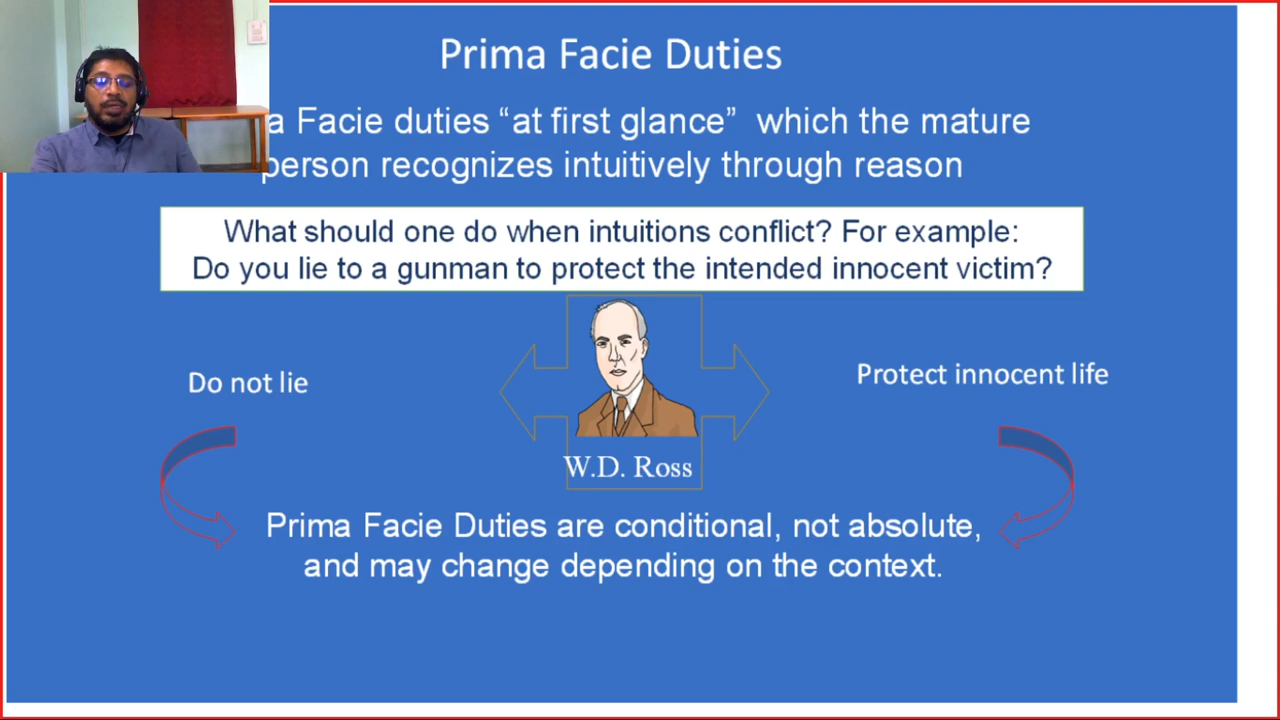 Prima Facie Duties
a Facie duties “at first glance”  which the mature
person recognizes intuitively through reason
What should one do when intuitions conflict? For example:
Do you lie to a gunman to protect the intended innocent victim?
Do not lie
Protect innocent life
W.D. Ross
Prima Facie Duties are conditional, not absolute,
and may change depending on the context.